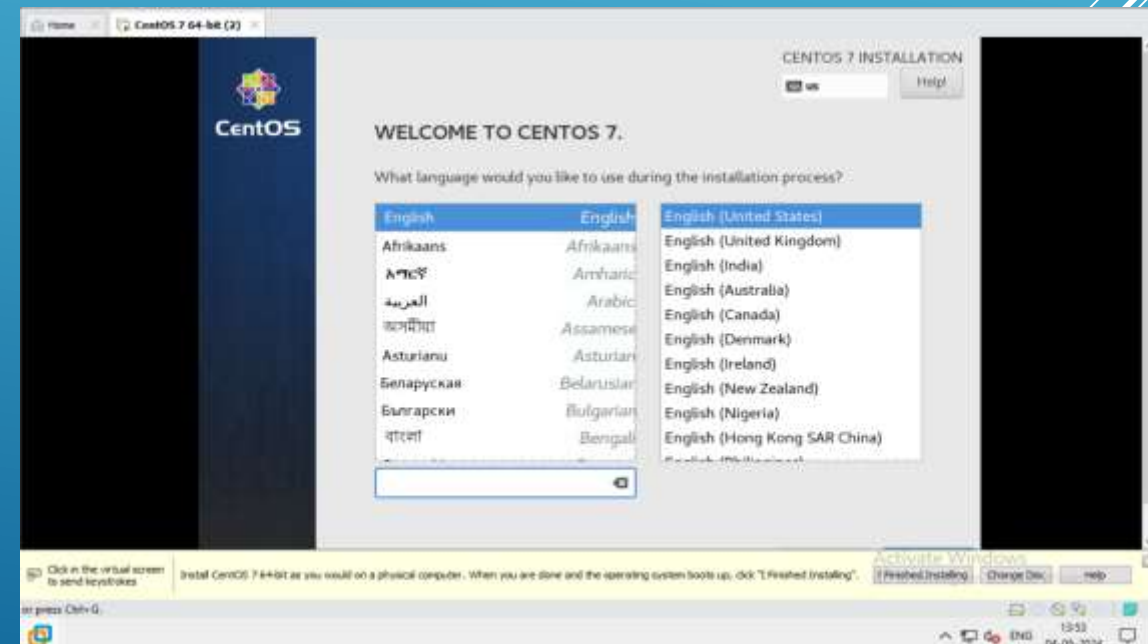 Home
CentOS 7 64-bit (2)
CENTOS 7 INSTALLATION
us
Help!
CentOS
WELCOME TO CENTOS 7.
What language would you like to use during the installation process?
English English
Afrikaans Afrikaans
አማርኛ Amharic
العربية Arabic
অসমীয়া Assamese
Asturianu Asturian
Беларуская Belarusian
Български Bulgarian
বাংলা Bengali
English (United States)
English (United Kingdom)
English (India)
English (Australia)
English (Canada)
English (Denmark)
English (Ireland)
English (New Zealand)
English (Nigeria)
English (Hong Kong SAR China)
English (Philippines)
Activate Windows
Click in the virtual screen
to send keystrokes
Install CentOS 7 64-bit as you would on a physical computer. When you are done and the operating system boots up, click "I Finished Installing".
I Finished Installing
Change Disc
Help
or press Ctrl+G.
ENG
13:53